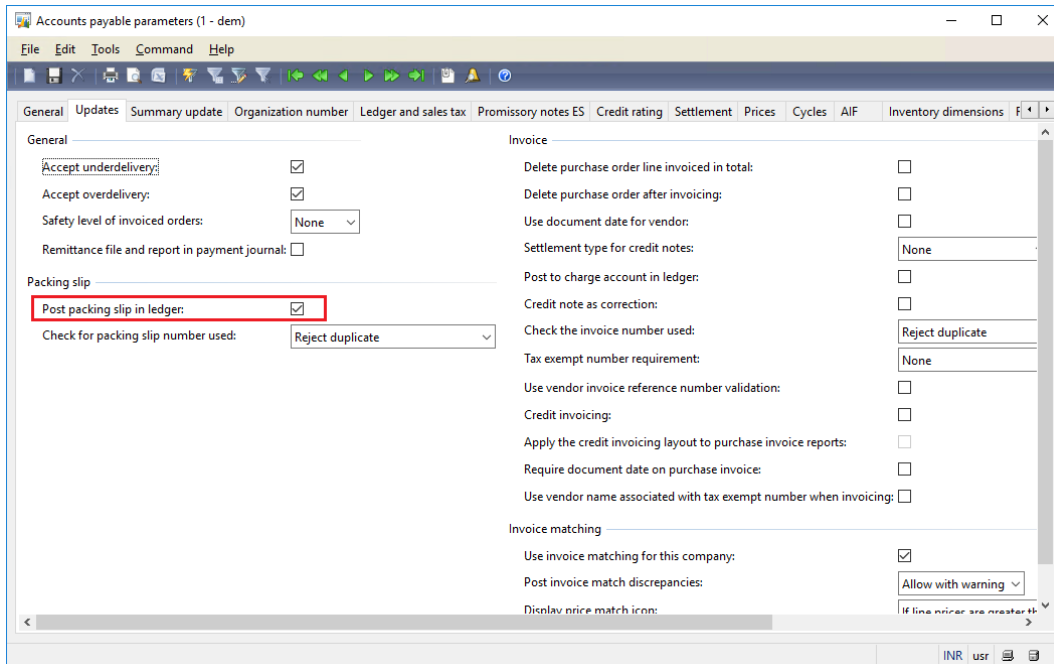 Accounts payable parameters (1 - dem)
File Edit Tools Command Help
General Updates Summary update Organization number Ledger and sales tax Promissory notes ES Credit rating Settlement Prices Cycles AIF Inventory dimensions
General
Accept underdelivery:
Accept overdelivery:
Safety level of invoiced orders: None
Remittance file and report in payment journal:
Packing slip
Post packing slip in ledger:
Check for packing slip number used: Reject duplicate
Invoice
Delete purchase order line invoiced in total:
Delete purchase order after invoicing:
Use document date for vendor:
Settlement type for credit notes: None
Post to charge account in ledger:
Credit note as correction:
Check the invoice number used: Reject duplicate
Tax exempt number requirement: None
Use vendor invoice reference number validation:
Credit invoicing:
Apply the credit invoicing layout to purchase invoice reports:
Require document date on purchase invoice:
Use vendor name associated with tax exempt number when invoicing:
Invoice matching
Use invoice matching for this company:
Post invoice match discrepancies: Allow with warning
Display price match icon: If line prices are greater th
INR usr